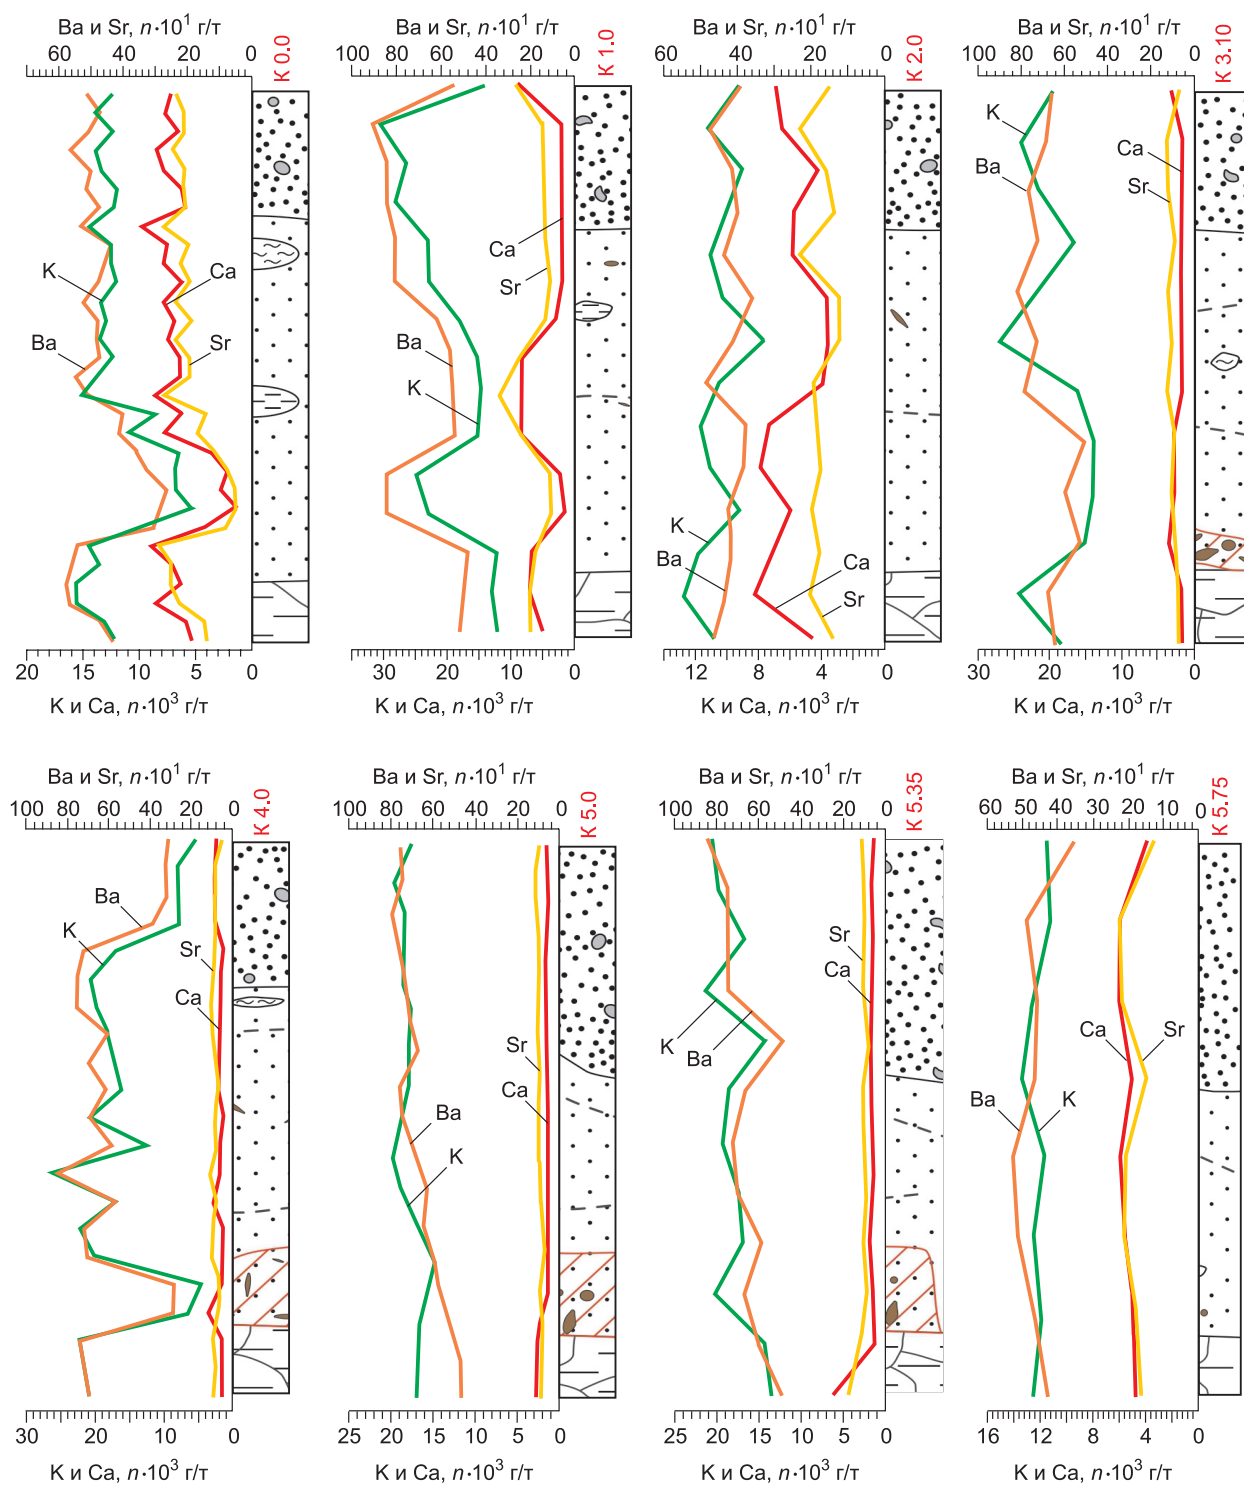 Ba и Sr, n·10¹ г/т
60 40 20 0
К 0.0
K
Ca
Ba
Sr
20 15 10 5 0
K и Ca, n·10³ г/т
Ba и Sr, n·10¹ г/т
100 80 60 40 20 0
К 1.0
Ca
Sr
Ba
K
30 20 10 0
K и Ca, n·10³ г/т
Ba и Sr, n·10¹ г/т
60 40 20 0
К 2.0
K
Ba
Ca
Sr
12 8 4 0
K и Ca, n·10³ г/т
Ba и Sr, n·10¹ г/т
100 80 60 40 20 0
К 3.10
K
Ba
Ca
Sr
30 20 10 0
K и Ca, n·10³ г/т
Ba и Sr, n·10¹ г/т
100 80 60 40 20 0
К 4.0
Ba
K
Sr
Ca
30 20 10 0
K и Ca, n·10³ г/т
Ba и Sr, n·10¹ г/т
100 80 60 40 20 0
К 5.0
Sr
Ca
Ba
K
25 20 15 10 5 0
K и Ca, n·10³ г/т
Ba и Sr, n·10¹ г/т
100 80 60 40 20 0
К 5.35
Sr
Ca
K
Ba
25 20 15 10 5 0
K и Ca, n·10³ г/т
Ba и Sr, n·10¹ г/т
60 50 40 30 20 10 0
К 5.75
Ca
Sr
Ba
K
16 12 8 4 0
K и Ca, n·10³ г/т